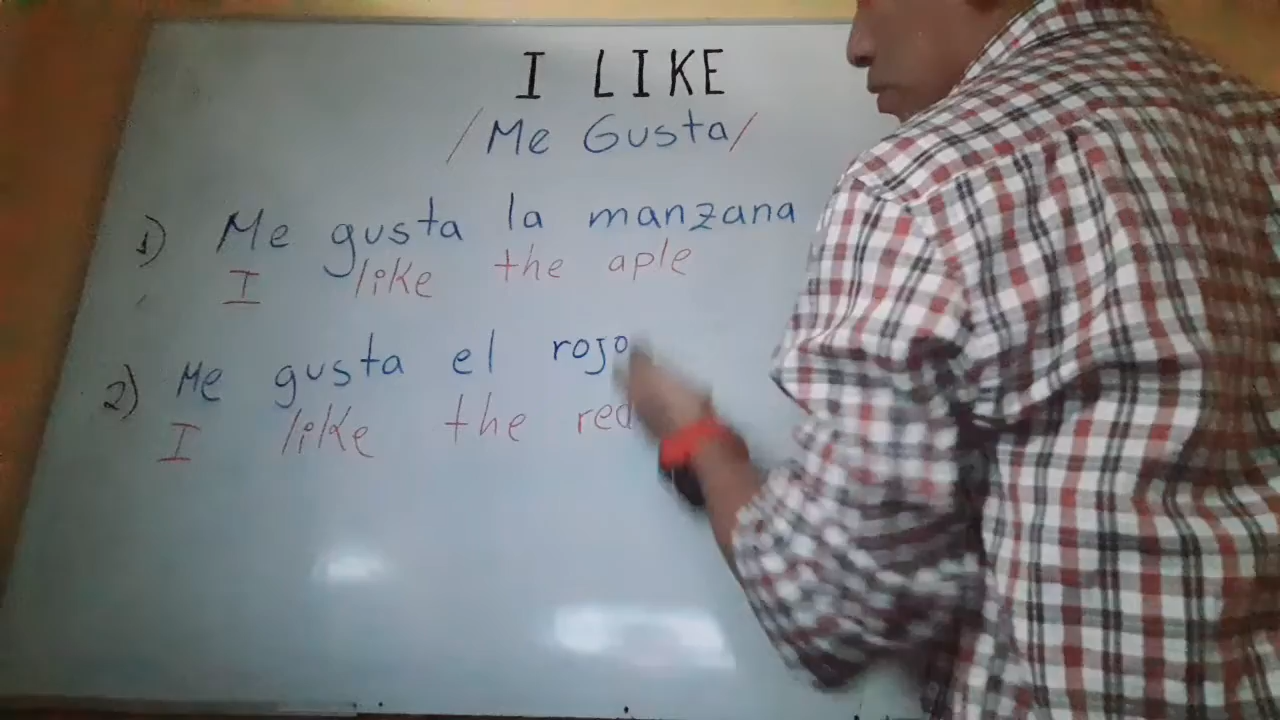 I LIKE
/Me Gusta/
1) Me gusta la manzana
I like the aple
2) Me gusta el rojo
I like the red